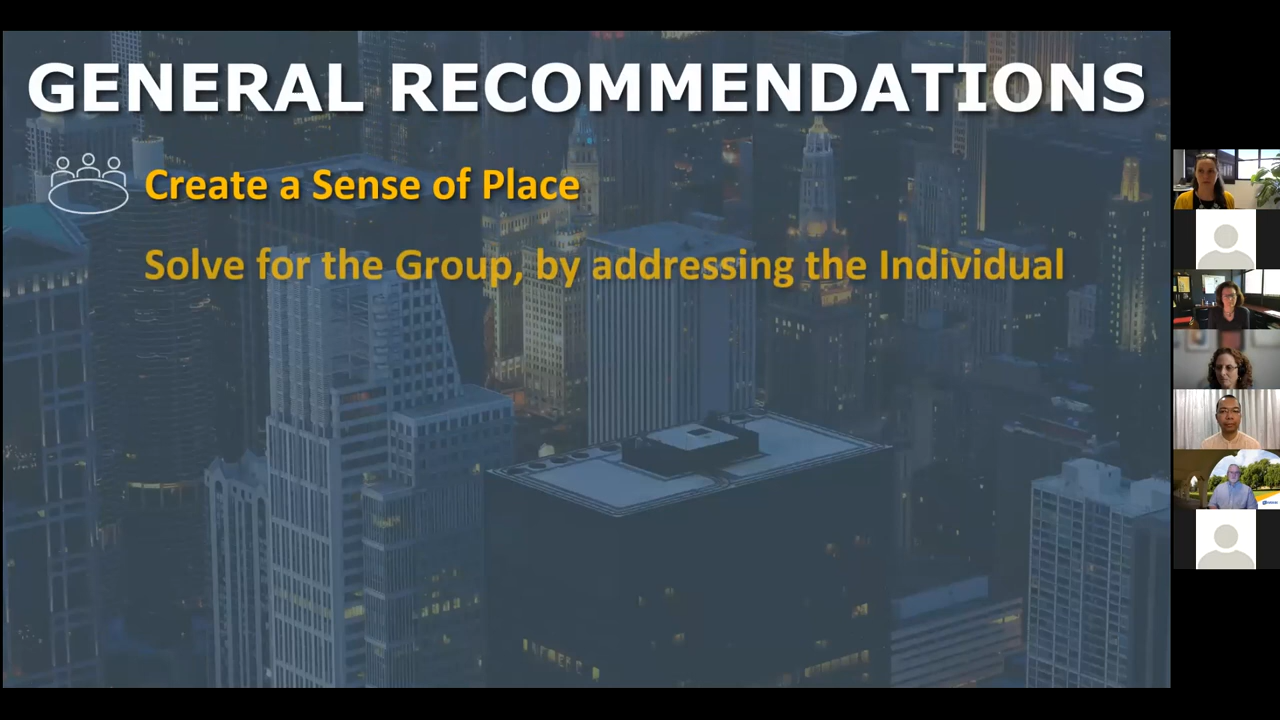 GENERAL RECOMMENDATIONS
Create a Sense of Place
Solve for the Group, by addressing the Individual